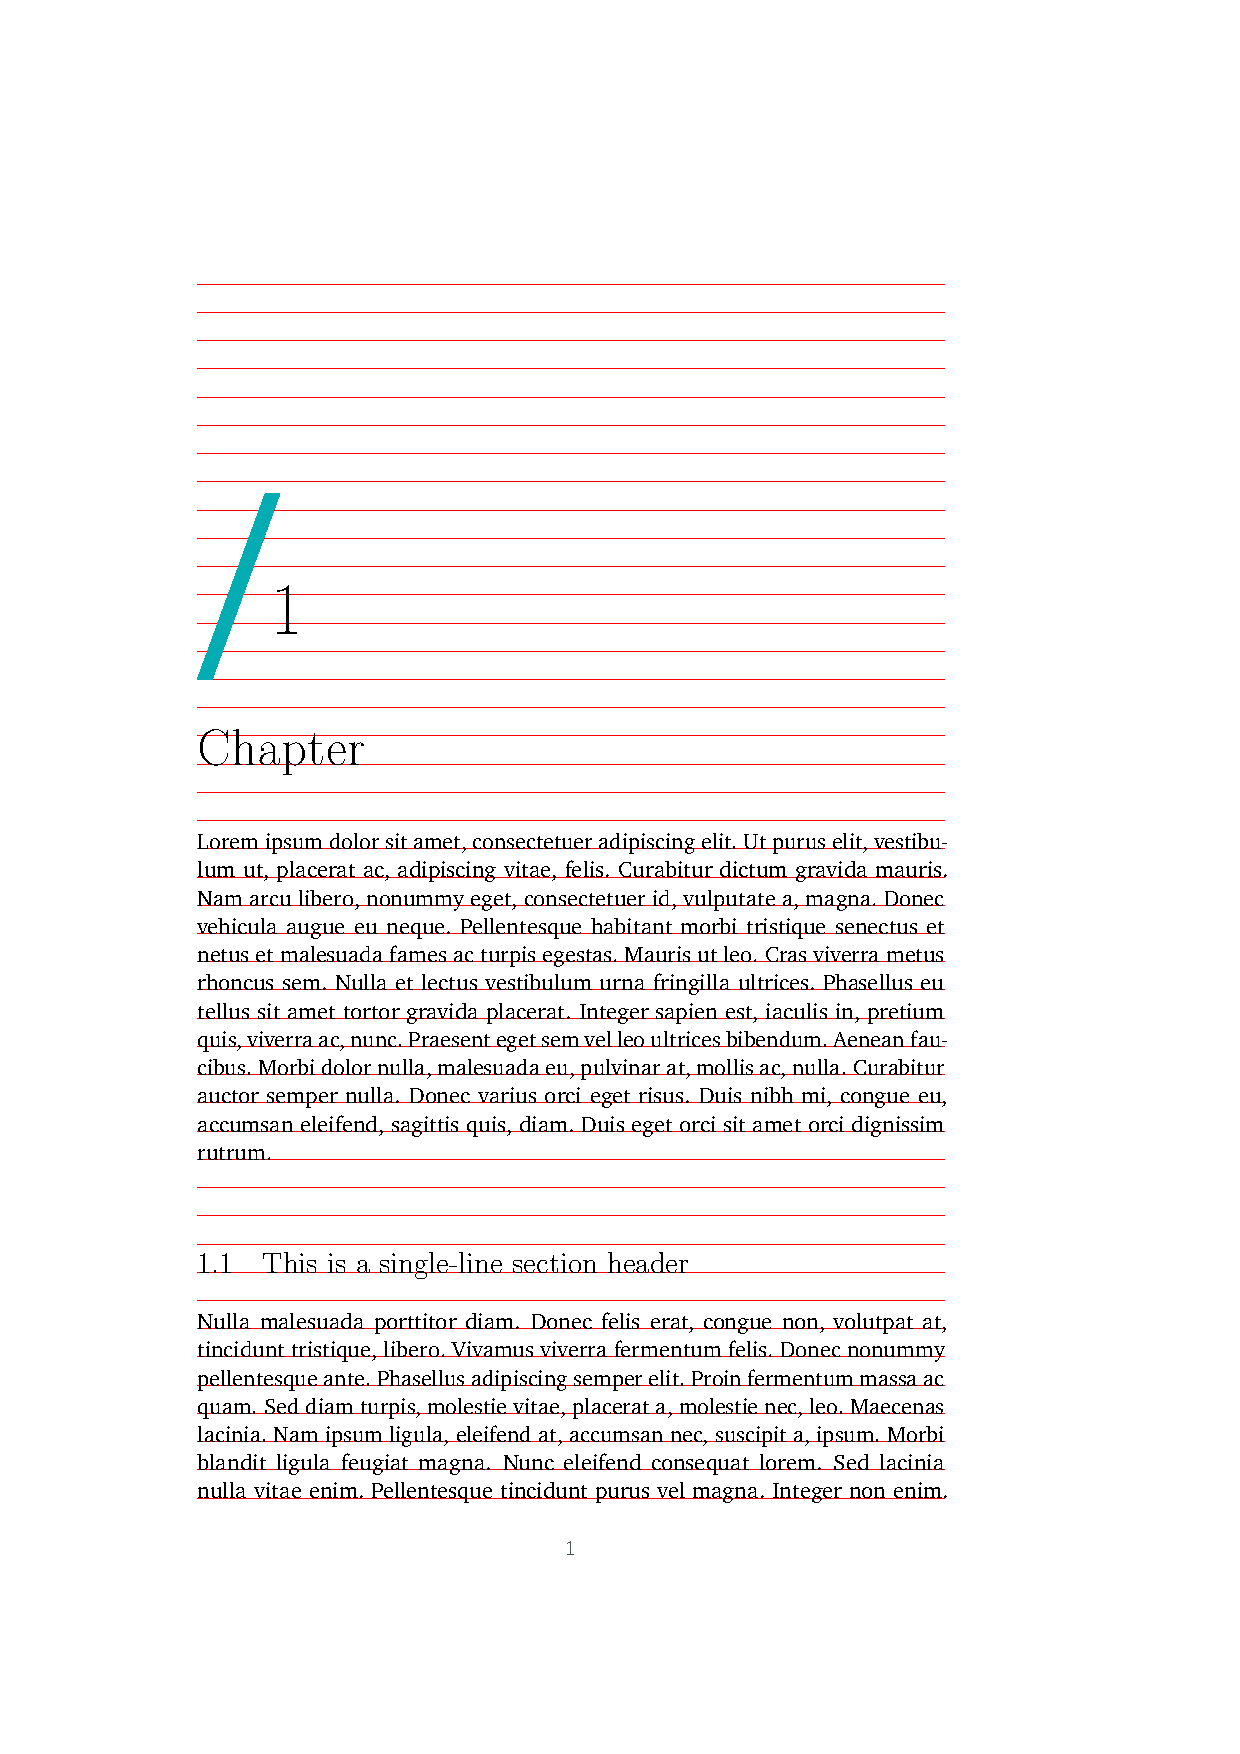 1
Chapter
Lorem ipsum dolor sit amet, consectetuer adipiscing elit. Ut purus elit, vestibu-
lum ut, placerat ac, adipiscing vitae, felis. Curabitur dictum gravida mauris.
Nam arcu libero, nonummy eget, consectetuer id, vulputate a, magna. Donec
vehicula augue eu neque. Pellentesque habitant morbi tristique senectus et
netus et malesuada fames ac turpis egestas. Mauris ut leo. Cras viverra metus
rhoncus sem. Nulla et lectus vestibulum urna fringilla ultrices. Phasellus eu
tellus sit amet tortor gravida placerat. Integer sapien est, iaculis in, pretium
quis, viverra ac, nunc. Praesent eget sem vel leo ultrices bibendum. Aenean fau-
cibus. Morbi dolor nulla, malesuada eu, pulvinar at, mollis ac, nulla. Curabitur
auctor semper nulla. Donec varius orci eget risus. Duis nibh mi, congue eu,
accumsan eleifend, sagittis quis, diam. Duis eget orci sit amet orci dignissim
rutrum.
1.1 This is a single-line section header
Nulla malesuada porttitor diam. Donec felis erat, congue non, volutpat at,
tincidunt tristique, libero. Vivamus viverra fermentum felis. Donec nonummy
pellentesque ante. Phasellus adipiscing semper elit. Proin fermentum massa ac
quam. Sed diam turpis, molestie vitae, placerat a, molestie nec, leo. Maecenas
lacinia. Nam ipsum ligula, eleifend at, accumsan nec, suscipit a, ipsum. Morbi
blandit ligula feugiat magna. Nunc eleifend consequat lorem. Sed lacinia
nulla vitae enim. Pellentesque tincidunt purus vel magna. Integer non enim.
1